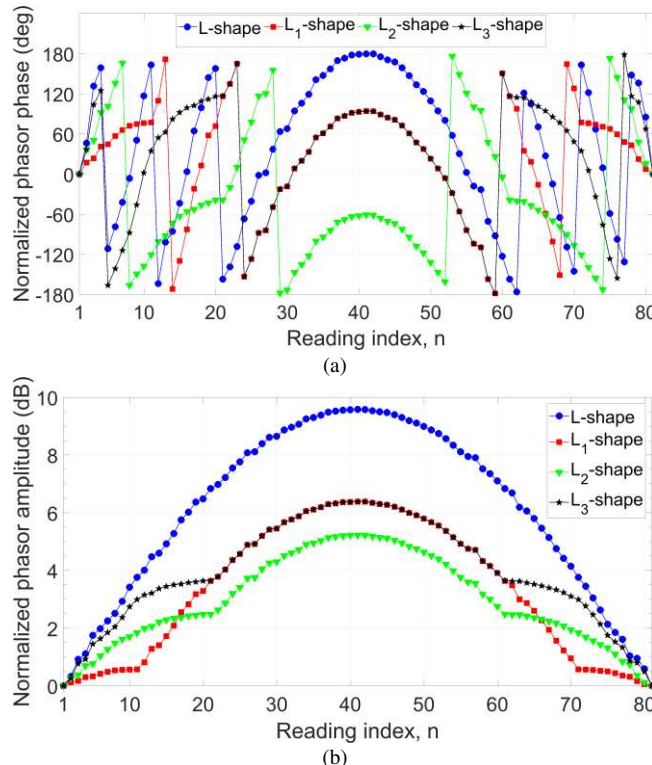 L-shape L1-shape L2-shape L3-shape
Normalized phasor phase (deg)
180
120
60
0
-60
-120
-180
1 10 20 30 40 50 60 70 80
Reading index, n
(a)
Normalized phasor amplitude (dB)
10
8
6
4
2
0
L-shape
L1-shape
L2-shape
L3-shape
1 10 20 30 40 50 60 70 81
Reading index, n
(b)